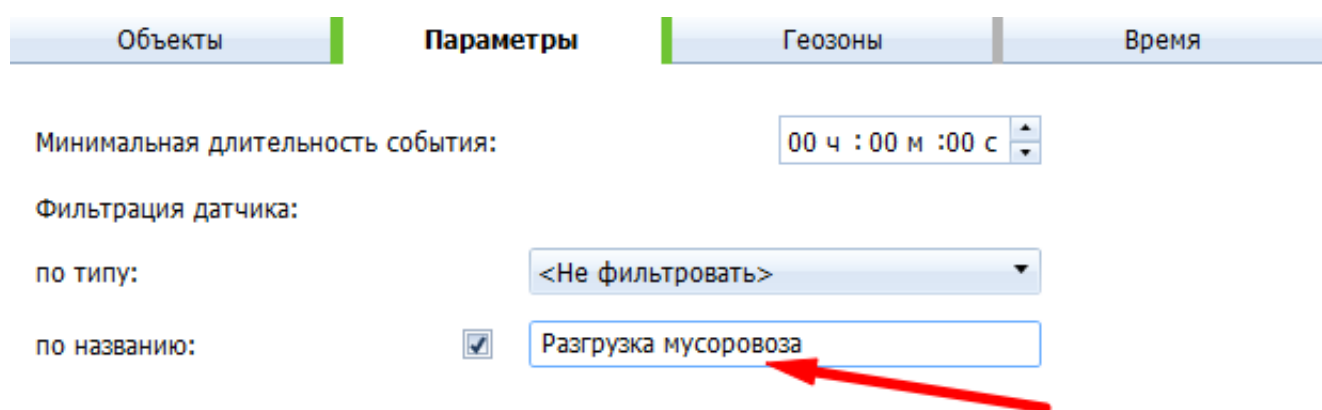 Объекты Параметры Геозоны Время
Минимальная длительность события: 00 ч :00 м :00 с
Фильтрация датчика:
по типу: <Не фильтровать>
по названию: Разгрузка мусоровоза